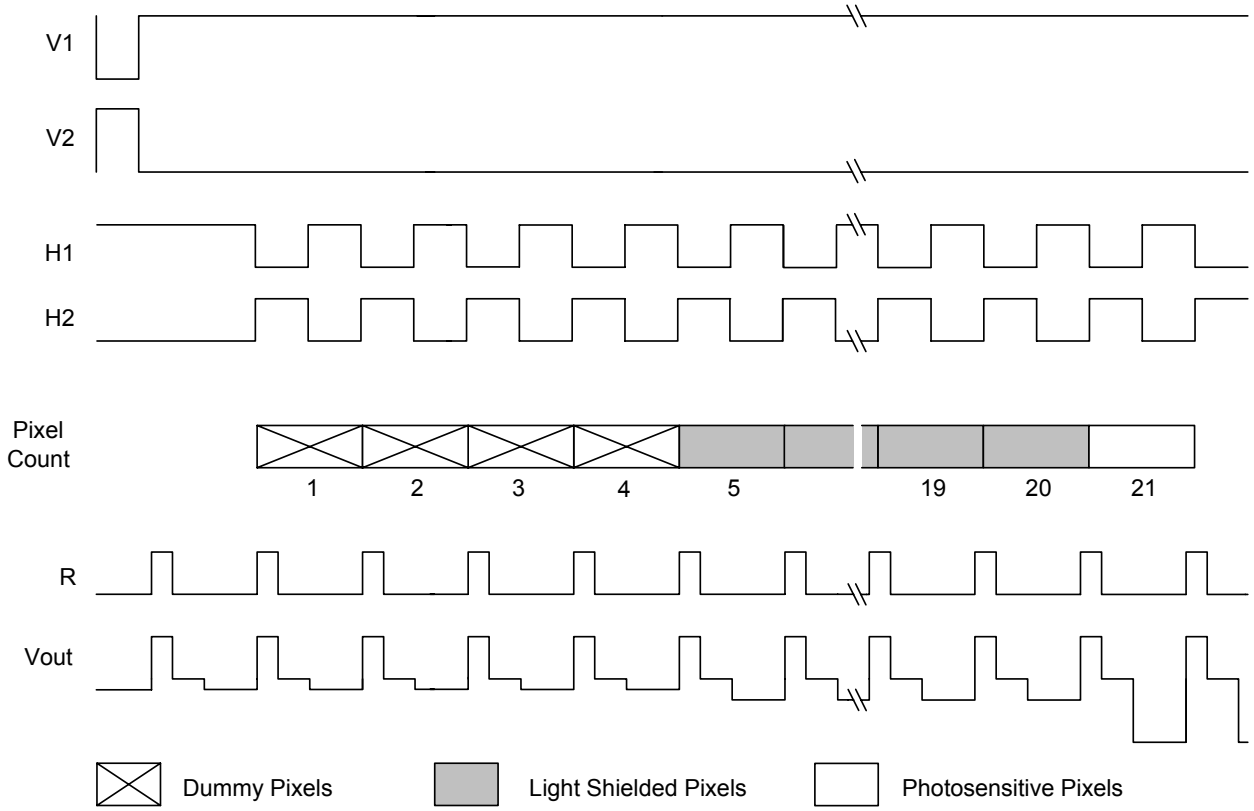 V1
V2
H1
H2
Pixel
Count
1 2 3 4 5 19 20 21
R
Vout
Dummy Pixels Light Shielded Pixels Photosensitive Pixels